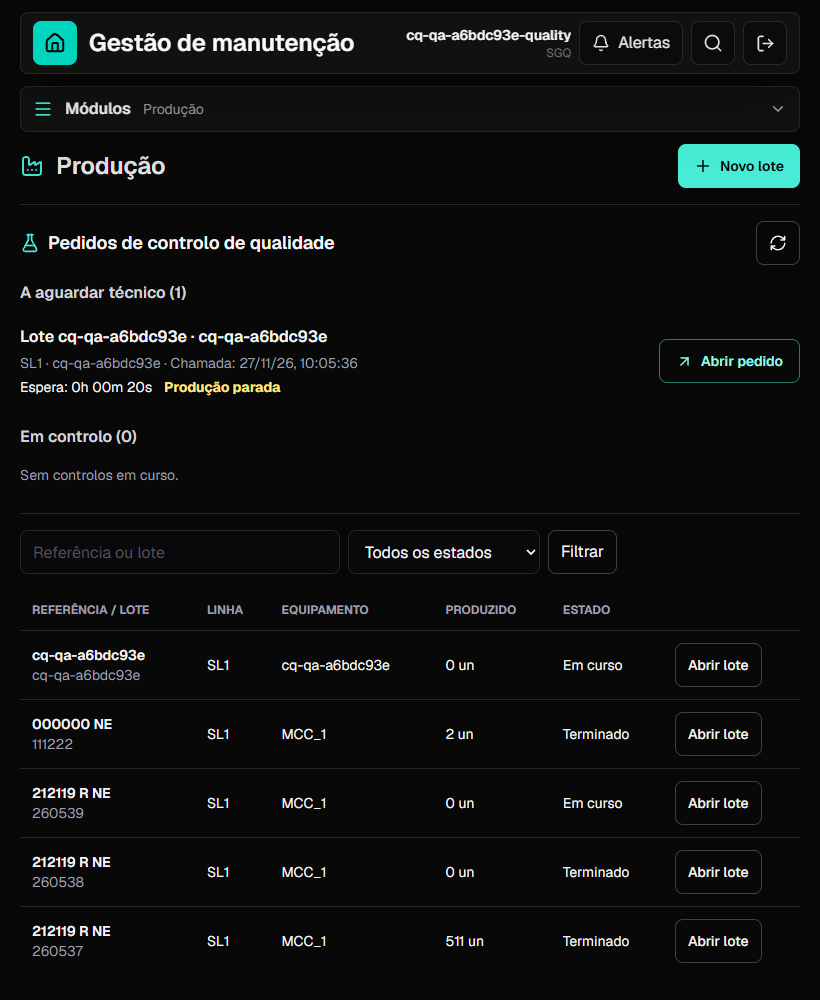 Gestão de manutenção
cq-qa-a6bdc93e-quality
SGQ
Alertas
Módulos Produção
Produção
Novo lote
Pedidos de controlo de qualidade
A aguardar técnico (1)
Lote cq-qa-a6bdc93e · cq-qa-a6bdc93e
SL1 · cq-qa-a6bdc93e · Chamada: 27/11/26, 10:05:36
Espera: 0h 00m 20s Produção parada
Abrir pedido
Em controlo (0)
Sem controlos em curso.
Referência ou lote
Todos os estados
Filtrar
REFERÊNCIA / LOTE LINHA EQUIPAMENTO PRODUZIDO ESTADO
cq-qa-a6bdc93e
cq-qa-a6bdc93e
SL1 cq-qa-a6bdc93e 0 un Em curso Abrir lote
000000 NE
111222
SL1 MCC_1 2 un Terminado Abrir lote
212119 R NE
260539
SL1 MCC_1 0 un Em curso Abrir lote
212119 R NE
260538
SL1 MCC_1 0 un Terminado Abrir lote
212119 R NE
260537
SL1 MCC_1 511 un Terminado Abrir lote